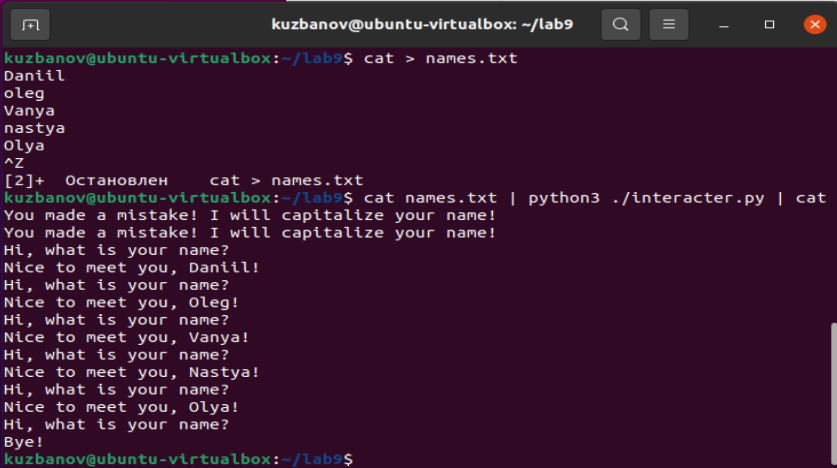 kuzbanov@ubuntu-virtualbox: ~/lab9
kuzbanov@ubuntu-virtualbox:~/lab9$ cat > names.txt
Daniil
oleg
Vanya
nastya
Olya
^Z
[2]+  Остановлен    cat > names.txt
kuzbanov@ubuntu-virtualbox:~/lab9$ cat names.txt | python3 ./interacter.py | cat
You made a mistake! I will capitalize your name!
You made a mistake! I will capitalize your name!
Hi, what is your name?
Nice to meet you, Daniil!
Hi, what is your name?
Nice to meet you, Oleg!
Hi, what is your name?
Nice to meet you, Vanya!
Hi, what is your name?
Nice to meet you, Nastya!
Hi, what is your name?
Nice to meet you, Olya!
Hi, what is your name?
Bye!
kuzbanov@ubuntu-virtualbox:~/lab9$